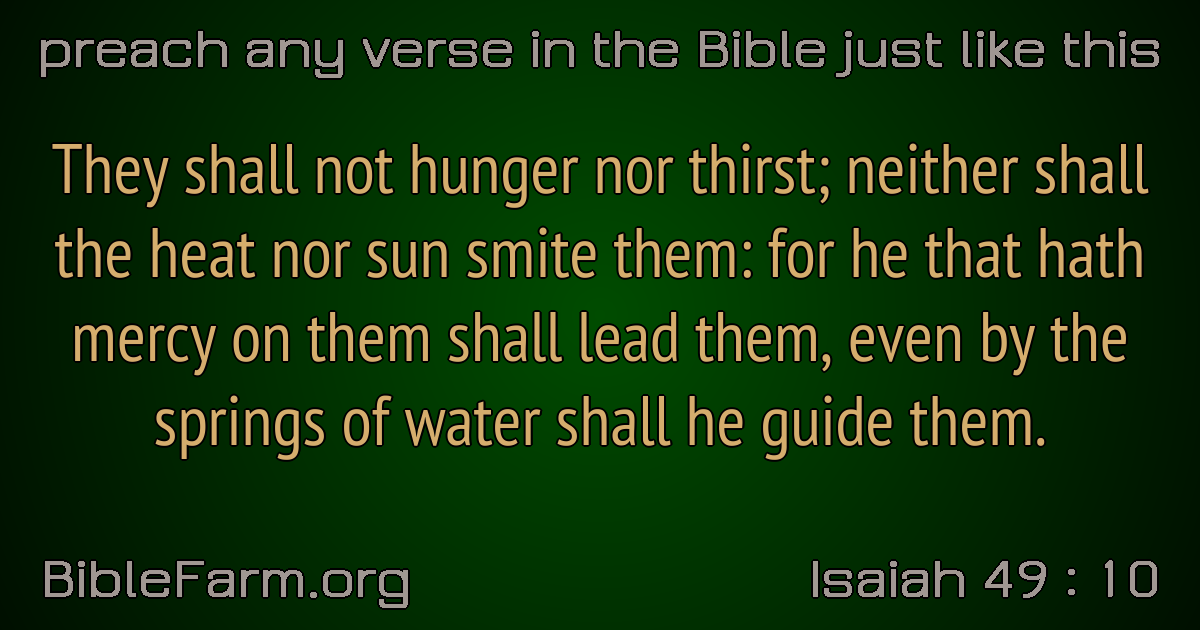 preach any verse in the Bible just like this
They shall not hunger nor thirst; neither shall
the heat nor sun smite them: for he that hath
mercy on them shall lead them, even by the
springs of water shall he guide them.
BibleFarm.org
Isaiah 49 : 10